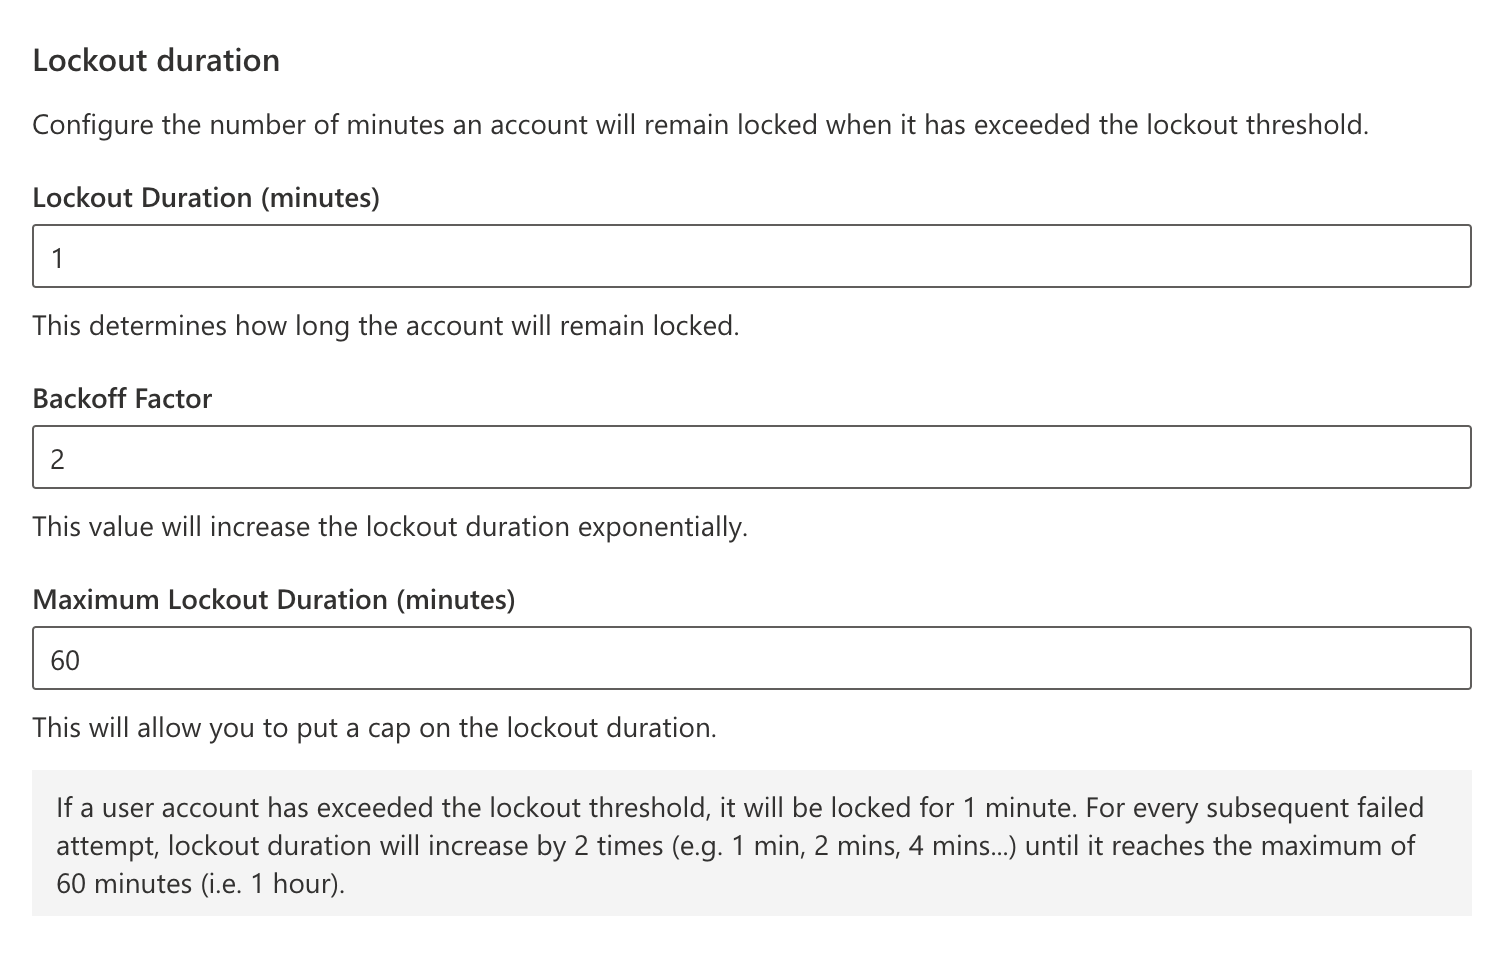 Lockout duration
Configure the number of minutes an account will remain locked when it has exceeded the lockout threshold.
Lockout Duration (minutes)
1
This determines how long the account will remain locked.
Backoff Factor
2
This value will increase the lockout duration exponentially.
Maximum Lockout Duration (minutes)
60
This will allow you to put a cap on the lockout duration.
If a user account has exceeded the lockout threshold, it will be locked for 1 minute. For every subsequent failed
attempt, lockout duration will increase by 2 times (e.g. 1 min, 2 mins, 4 mins...) until it reaches the maximum of
60 minutes (i.e. 1 hour).